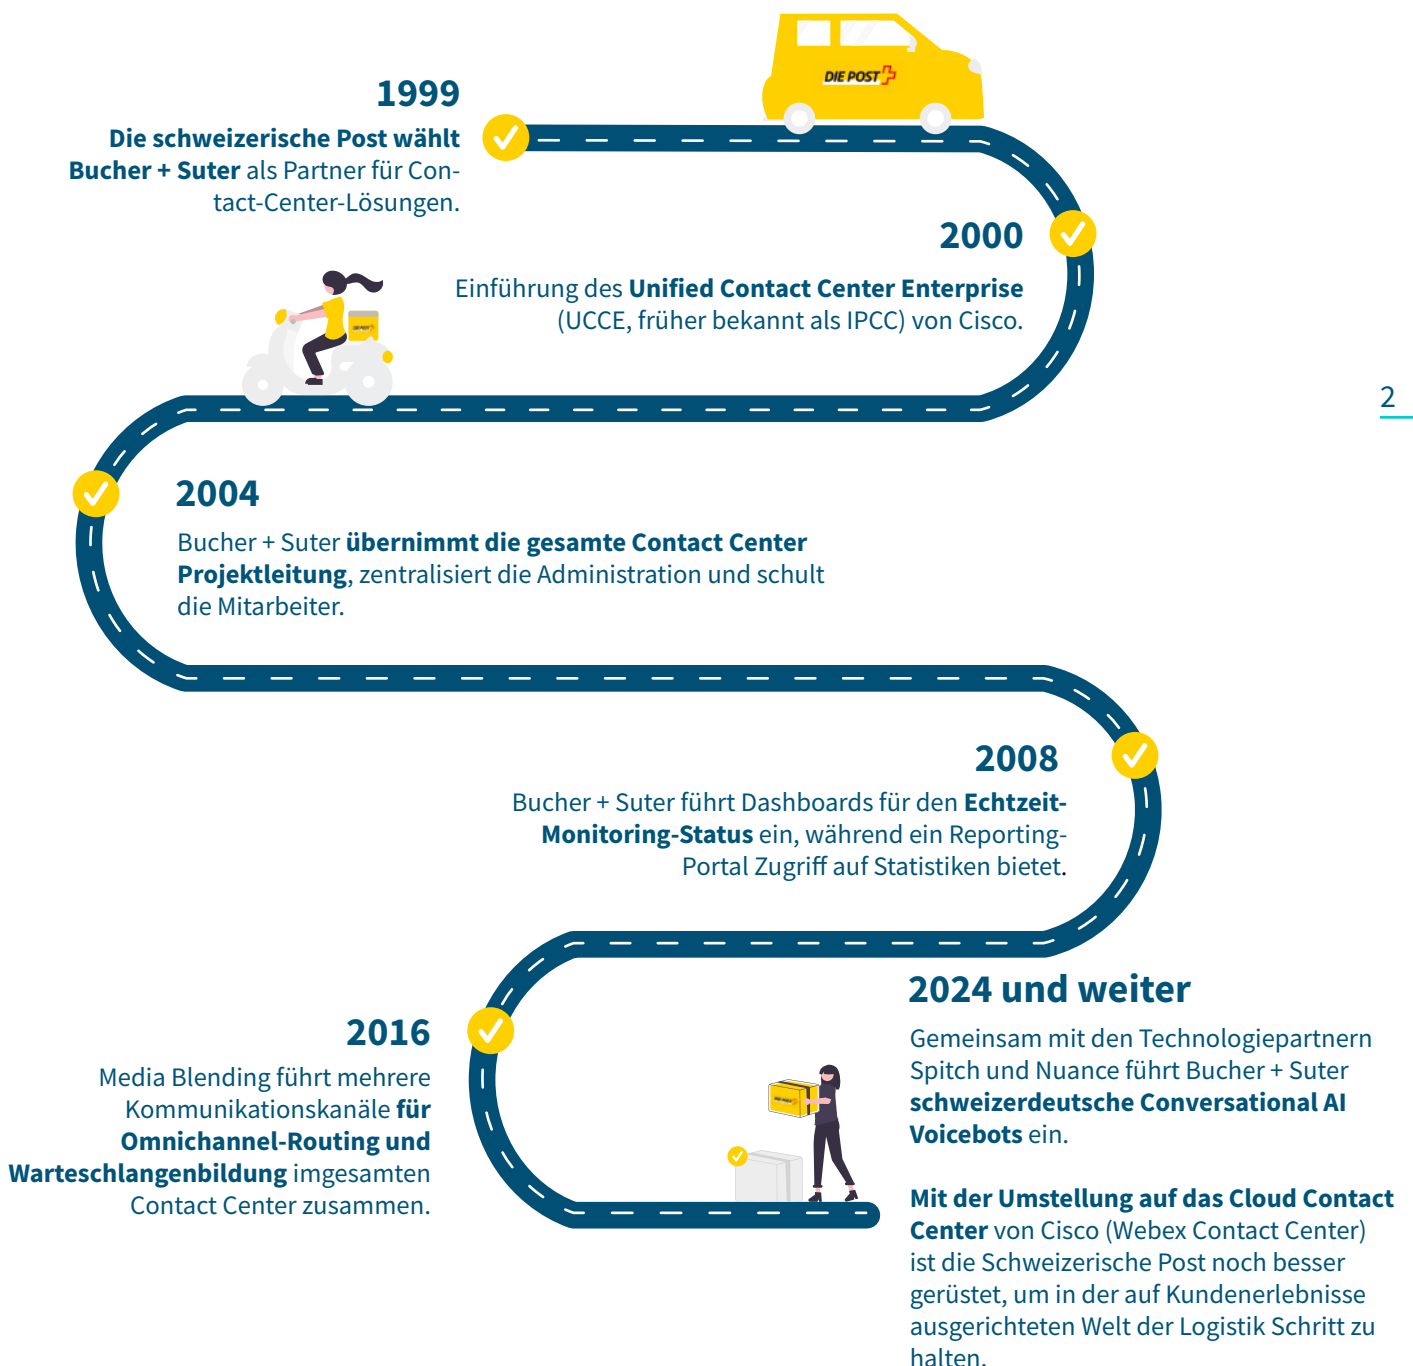 DIE POST
1999
Die schweizerische Post wählt
Bucher + Suter als Partner für Con-
tact-Center-Lösungen.
2000
Einführung des Unified Contact Center Enterprise
(UCCE, früher bekannt als IPCC) von Cisco.
2
2004
Bucher + Suter übernimmt die gesamte Contact Center
Projektleitung, zentralisiert die Administration und schult
die Mitarbeiter.
2008
Bucher + Suter führt Dashboards für den Echtzeit-
Monitoring-Status ein, während ein Reporting-
Portal Zugriff auf Statistiken bietet.
2016
Media Blending führt mehrere
Kommunikationskanäle für
Omnichannel-Routing und
Warteschlangenbildung imgesamten
Contact Center zusammen.
2024 und weiter
Gemeinsam mit den Technologiepartnern
Spitch und Nuance führt Bucher + Suter
schweizerdeutsche Conversational AI
Voicebots ein.
Mit der Umstellung auf das Cloud Contact
Center von Cisco (Webex Contact Center)
ist die Schweizerische Post noch besser
gerüstet, um in der auf Kundenerlebnisse
ausgerichteten Welt der Logistik Schritt zu
halten.